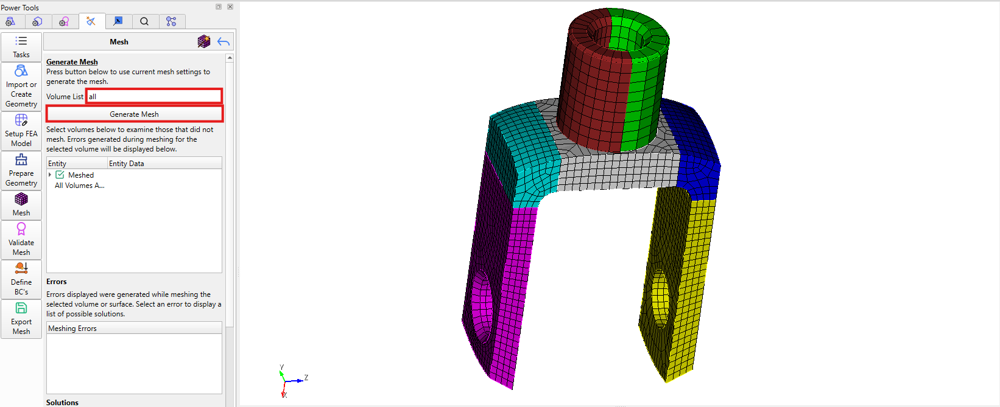 Power Tools
Mesh
Tasks
Import or
Create
Geometry
Setup FEA
Model
Prepare
Geometry
Mesh
Validate
Mesh
Define
BC's
Export
Mesh
Generate Mesh
Press button below to use current mesh settings to
generate the mesh.
Volume List all
Generate Mesh
Select volumes below to examine those that did not
mesh. Errors generated during meshing for the
selected volume will be displayed below.
Entity Entity Data
Meshed
All Volumes A...
Errors
Errors displayed were generated while meshing the
selected volume or surface. Select an error to display a
list of possible solutions.
Meshing Errors
Solutions
Y
Z
X